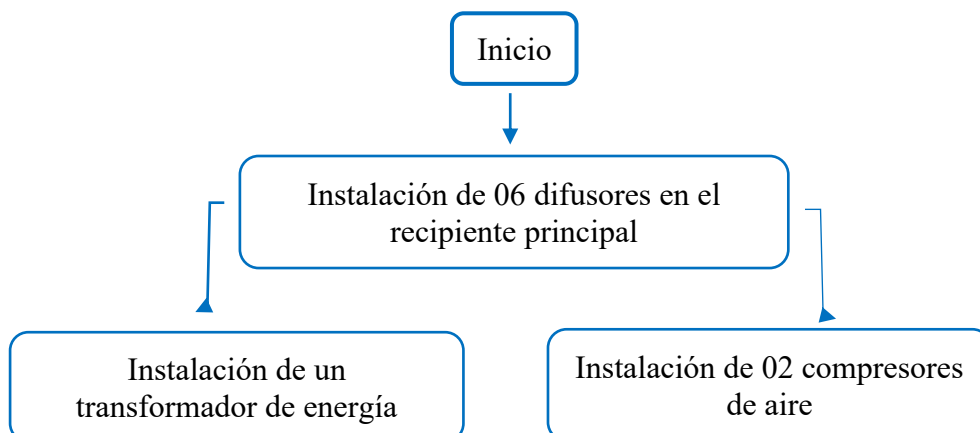 Inicio
Instalación de 06 difusores en el
recipiente principal
Instalación de un
transformador de energía
Instalación de 02 compresores
de aire